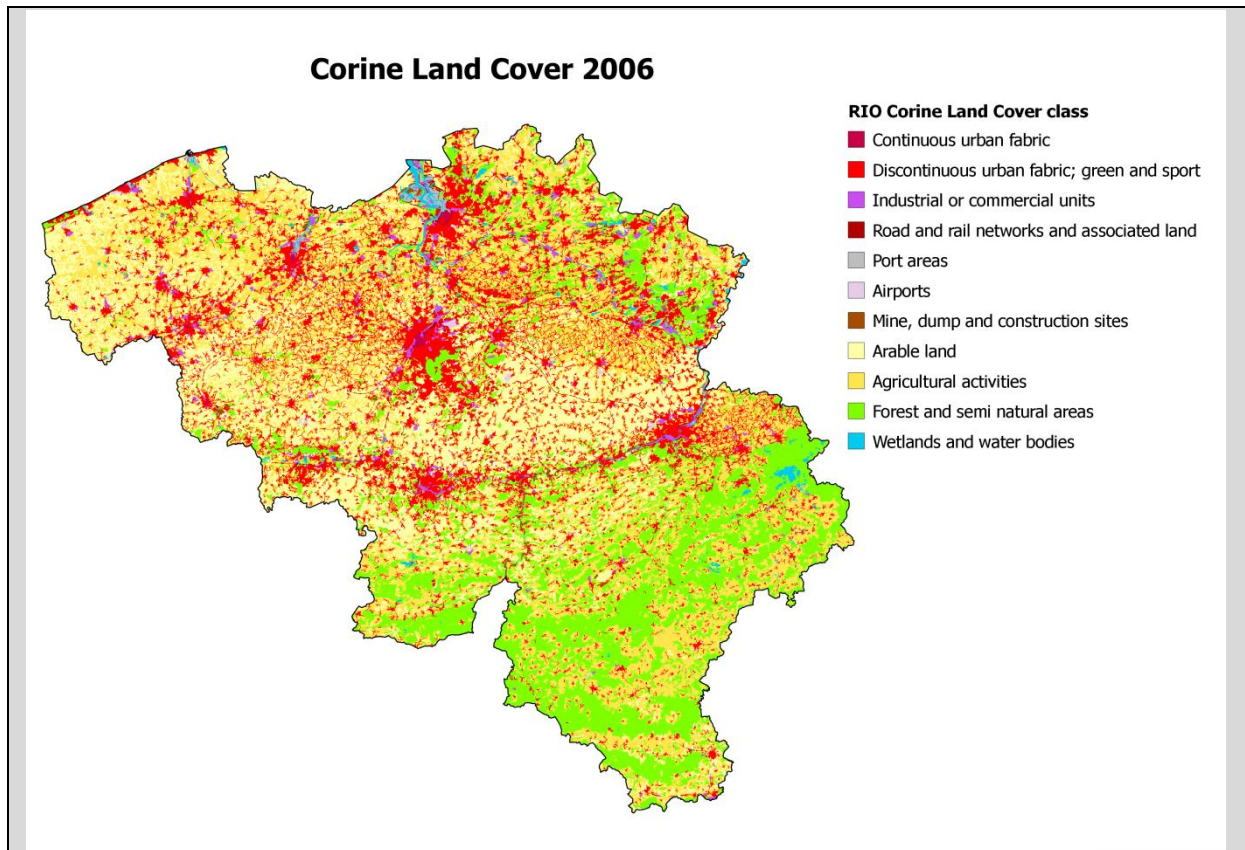 Corine Land Cover 2006
RIO Corine Land Cover class
Continuous urban fabric
Discontinuous urban fabric; green and sport
Industrial or commercial units
Road and rail networks and associated land
Port areas
Airports
Mine, dump and construction sites
Arable land
Agricultural activities
Forest and semi natural areas
Wetlands and water bodies